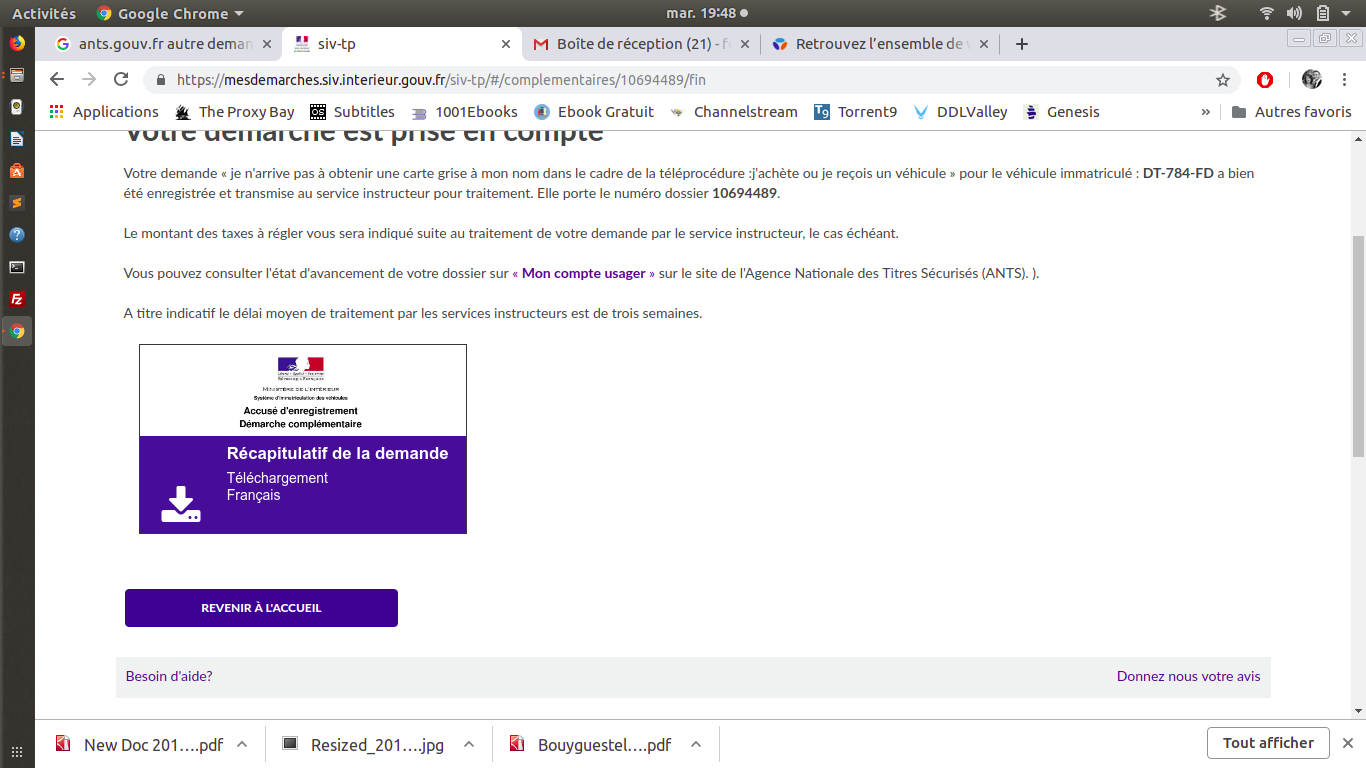 Activités Google Chrome mar. 19:48
ants.gouv.fr autre deman siv-tp Boîte de réception (21) - f Retrouvez l'ensemble de
https://mesdemarches.siv.interieur.gouv.fr/siv-tp/#/complementaires/10694489/fin
Applications The Proxy Bay Subtitles 1001Ebooks Ebook Gratuit Channelstream Torrent9 DDLValley Genesis » Autres favoris
Votre démarche est prise en compte
Votre demande « je n'arrive pas à obtenir une carte grise à mon nom dans le cadre de la téléprocédure :j'achète ou je reçois un véhicule » pour le véhicule immatriculé : DT-784-FD a bien
été enregistrée et transmise au service instructeur pour traitement. Elle porte le numéro dossier 10694489.
Le montant des taxes à régler vous sera indiqué suite au traitement de votre demande par le service instructeur, le cas échéant.
Vous pouvez consulter l'état d'avancement de votre dossier sur « Mon compte usager » sur le site de l'Agence Nationale des Titres Sécurisés (ANTS). ).
A titre indicatif le délai moyen de traitement par les services instructeurs est de trois semaines.
MINISTÈRE DE L'INTÉRIEUR
Système d'immatriculation des véhicules
Accusé d'enregistrement
Démarche complémentaire
Récapitulatif de la demande
Téléchargement
Français
REVENIR À L'ACCUEIL
Besoin d'aide? Donnez nous votre avis
New Doc 201....pdf Resized_201....jpg Bouyguestel....pdf Tout afficher